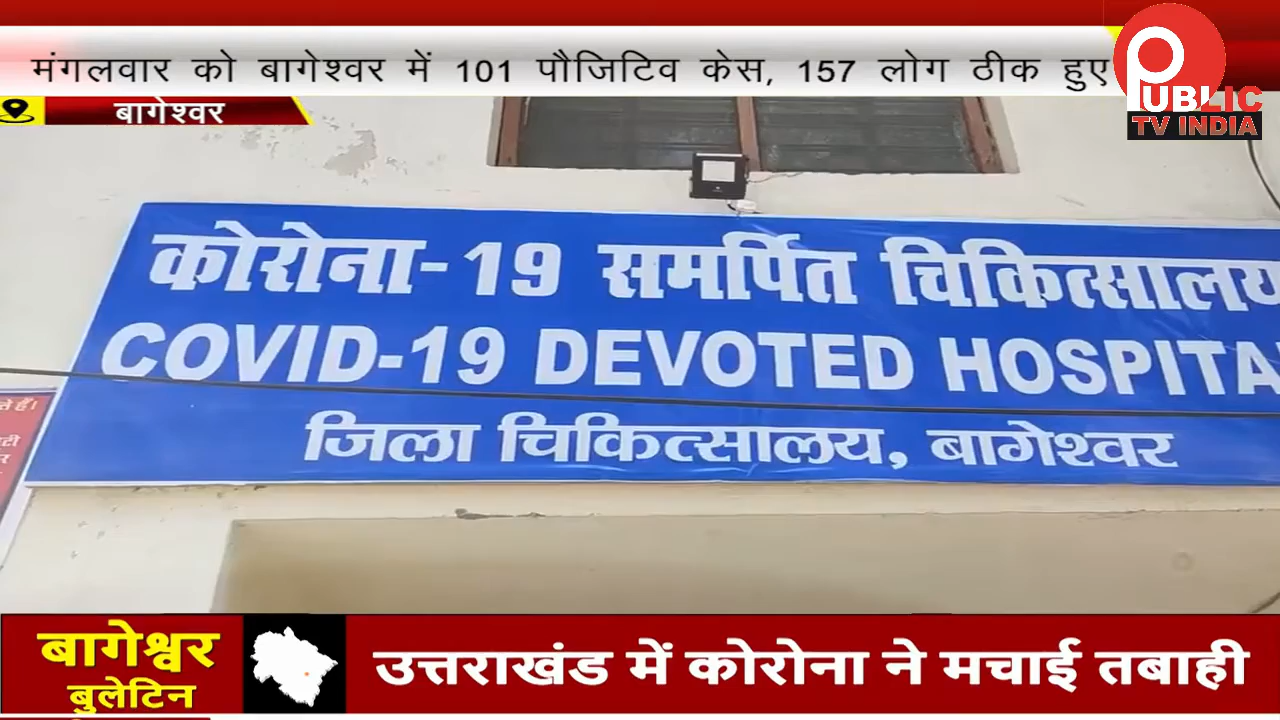 मंगलवार को बागेश्वर में 101 पौजिटिव केस, 157 लोग ठीक हुए
PUBLIC
TV INDIA
बागेश्वर
कोरोना-19 समर्पित चिकित्सालय
COVID-19 DEVOTED
जिला चिकित्सालय, बागेश्वर
बागेश्वर
बुलेटिन
उत्तराखंड में कोरोना ने मचाई तबाही